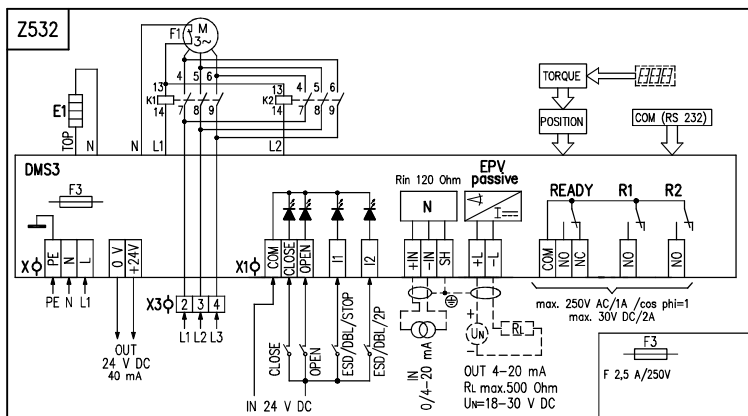 Z532
F1
M
3~
4 5 6
13
K1
14
7 8 9
13
K2
14
4 5 6
7 8 9
E1
TOP
N
N
L1
L2
TORQUE
POSITION
COM (RS 232)
DMS3
F3
Rin 120 Ohm
N
EPV
passive
READY R1 R2
X
PE
N
L
0 V
+24V
X1
COM
CLOSE
OPEN
I1
I2
+IN
-IN
SH
+L
-L
COM
NO
NC
NO
NO
PE N L1
X3
2 3 4
L1 L2 L3
OUT
24 V DC
40 mA
CLOSE
OPEN
ESD/DBL/STOP
ESD/DBL/2P
IN 24 V DC
IN
0/4-20 mA
+
UN
-
RL
OUT 4-20 mA
RL max.500 Ohm
UN=18-30 V DC
max. 250V AC/1A /cos phi=1
max. 30V DC/2A
F3
F 2,5 A/250V